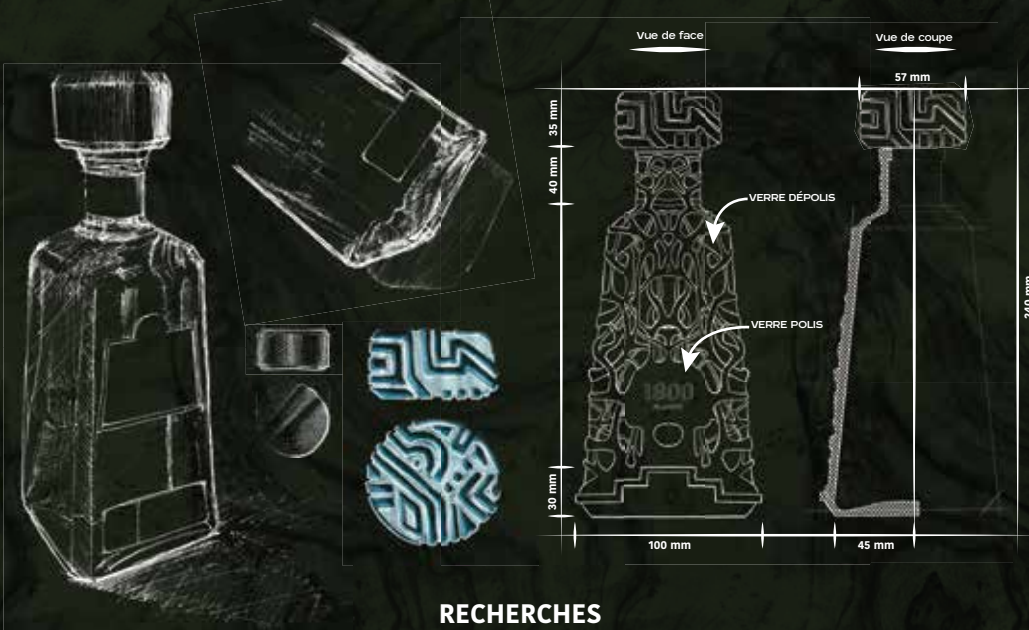 Vue de face
Vue de coupe
57 mm
35 mm
40 mm
VERRE DÉPOLIS
VERRE POLIS
1800
30 mm
100 mm
45 mm
RECHERCHES